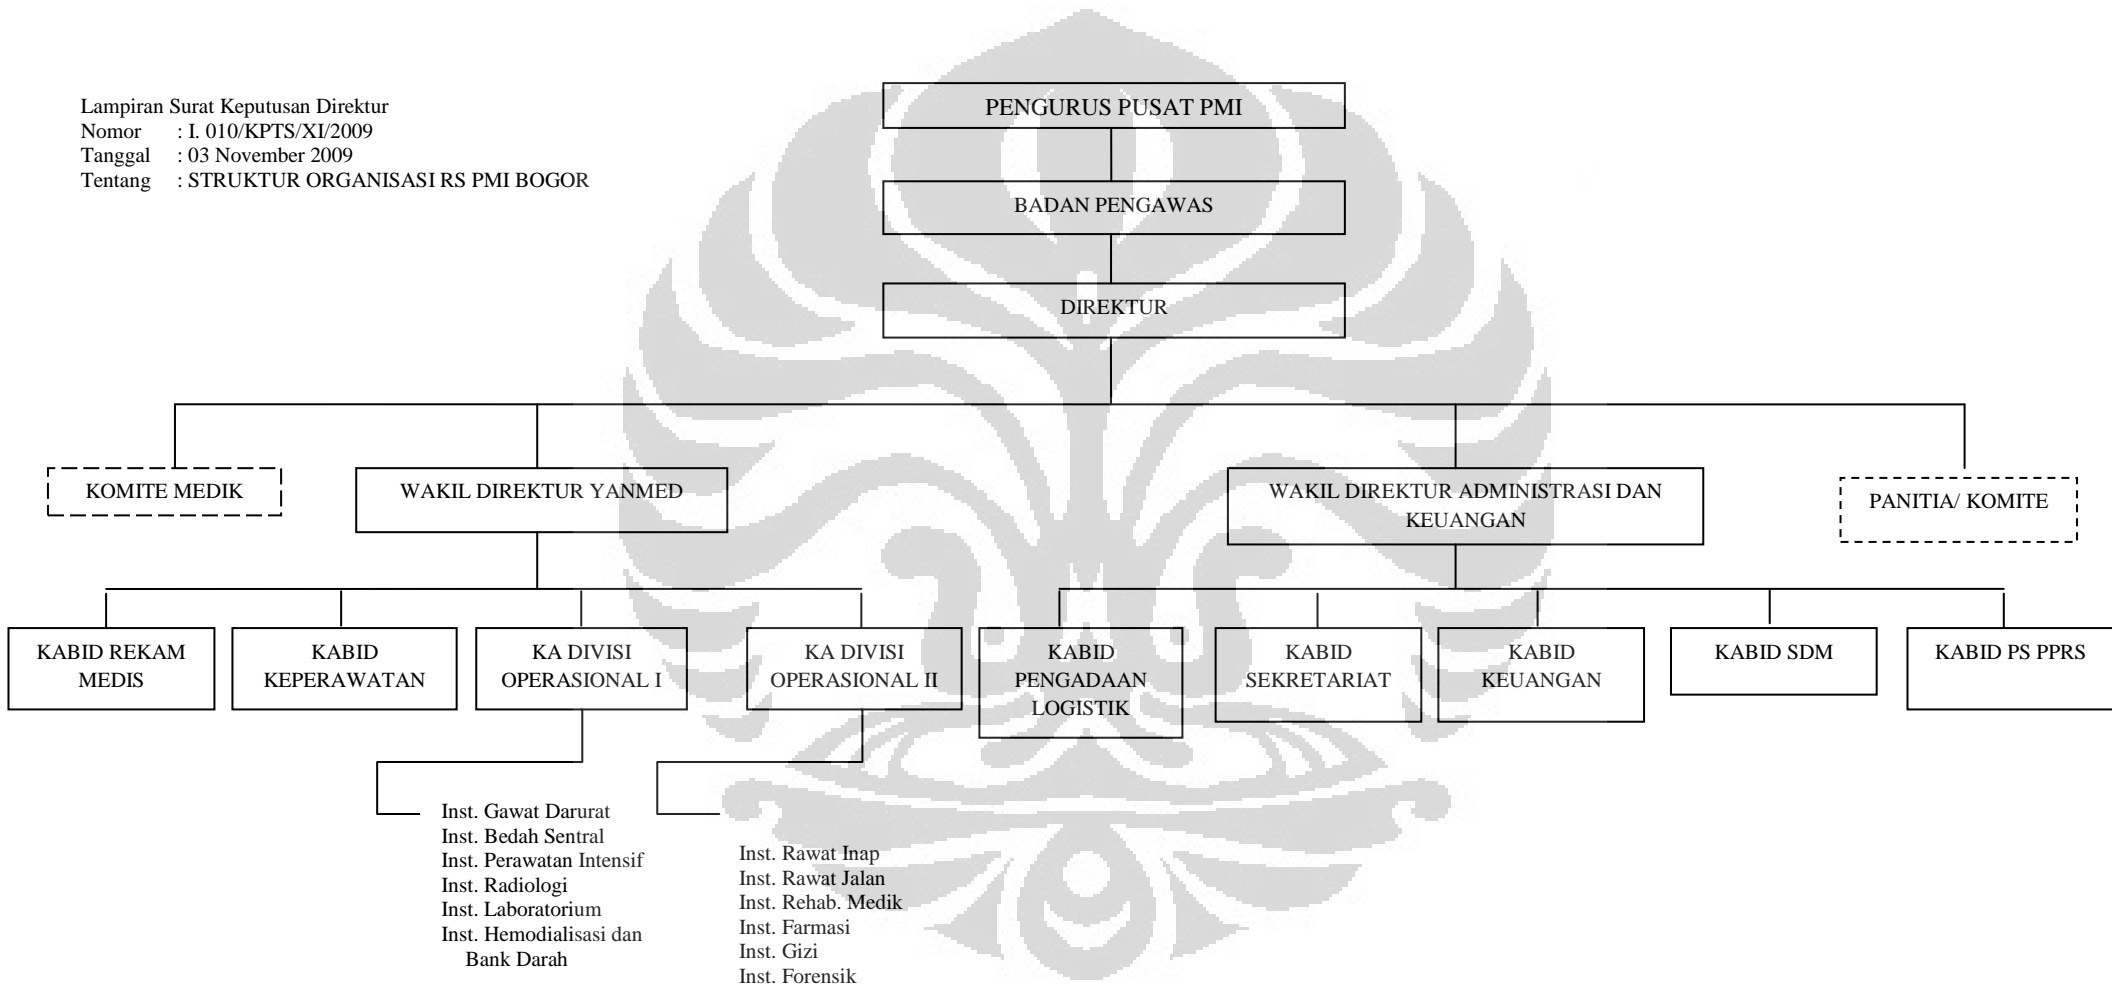 Lampiran Surat Keputusan Direktur
Nomor : I. 010/KPTS/XI/2009
Tanggal : 03 November 2009
Tentang : STRUKTUR ORGANISASI RS PMI BOGOR
PENGURUS PUSAT PMI
BADAN PENGAWAS
DIREKTUR
KOMITE MEDIK
WAKIL DIREKTUR YANMED
WAKIL DIREKTUR ADMINISTRASI DAN
KEUANGAN
PANITIA/ KOMITE
KABID REKAM
MEDIS
KABID
KEPERAWATAN
KA DIVISI
OPERASIONAL I
KA DIVISI
OPERASIONAL II
KABID
PENGADAAN
LOGISTIK
KABID
SEKRETARIAT
KABID
KEUANGAN
KABID SDM
KABID PS PPRS
Inst. Gawat Darurat
Inst. Bedah Sentral
Inst. Perawatan Intensif
Inst. Radiologi
Inst. Laboratorium
Inst. Hemodialisasi dan
Bank Darah
Inst. Rawat Inap
Inst. Rawat Jalan
Inst. Rehab. Medik
Inst. Farmasi
Inst. Gizi
Inst. Forensik